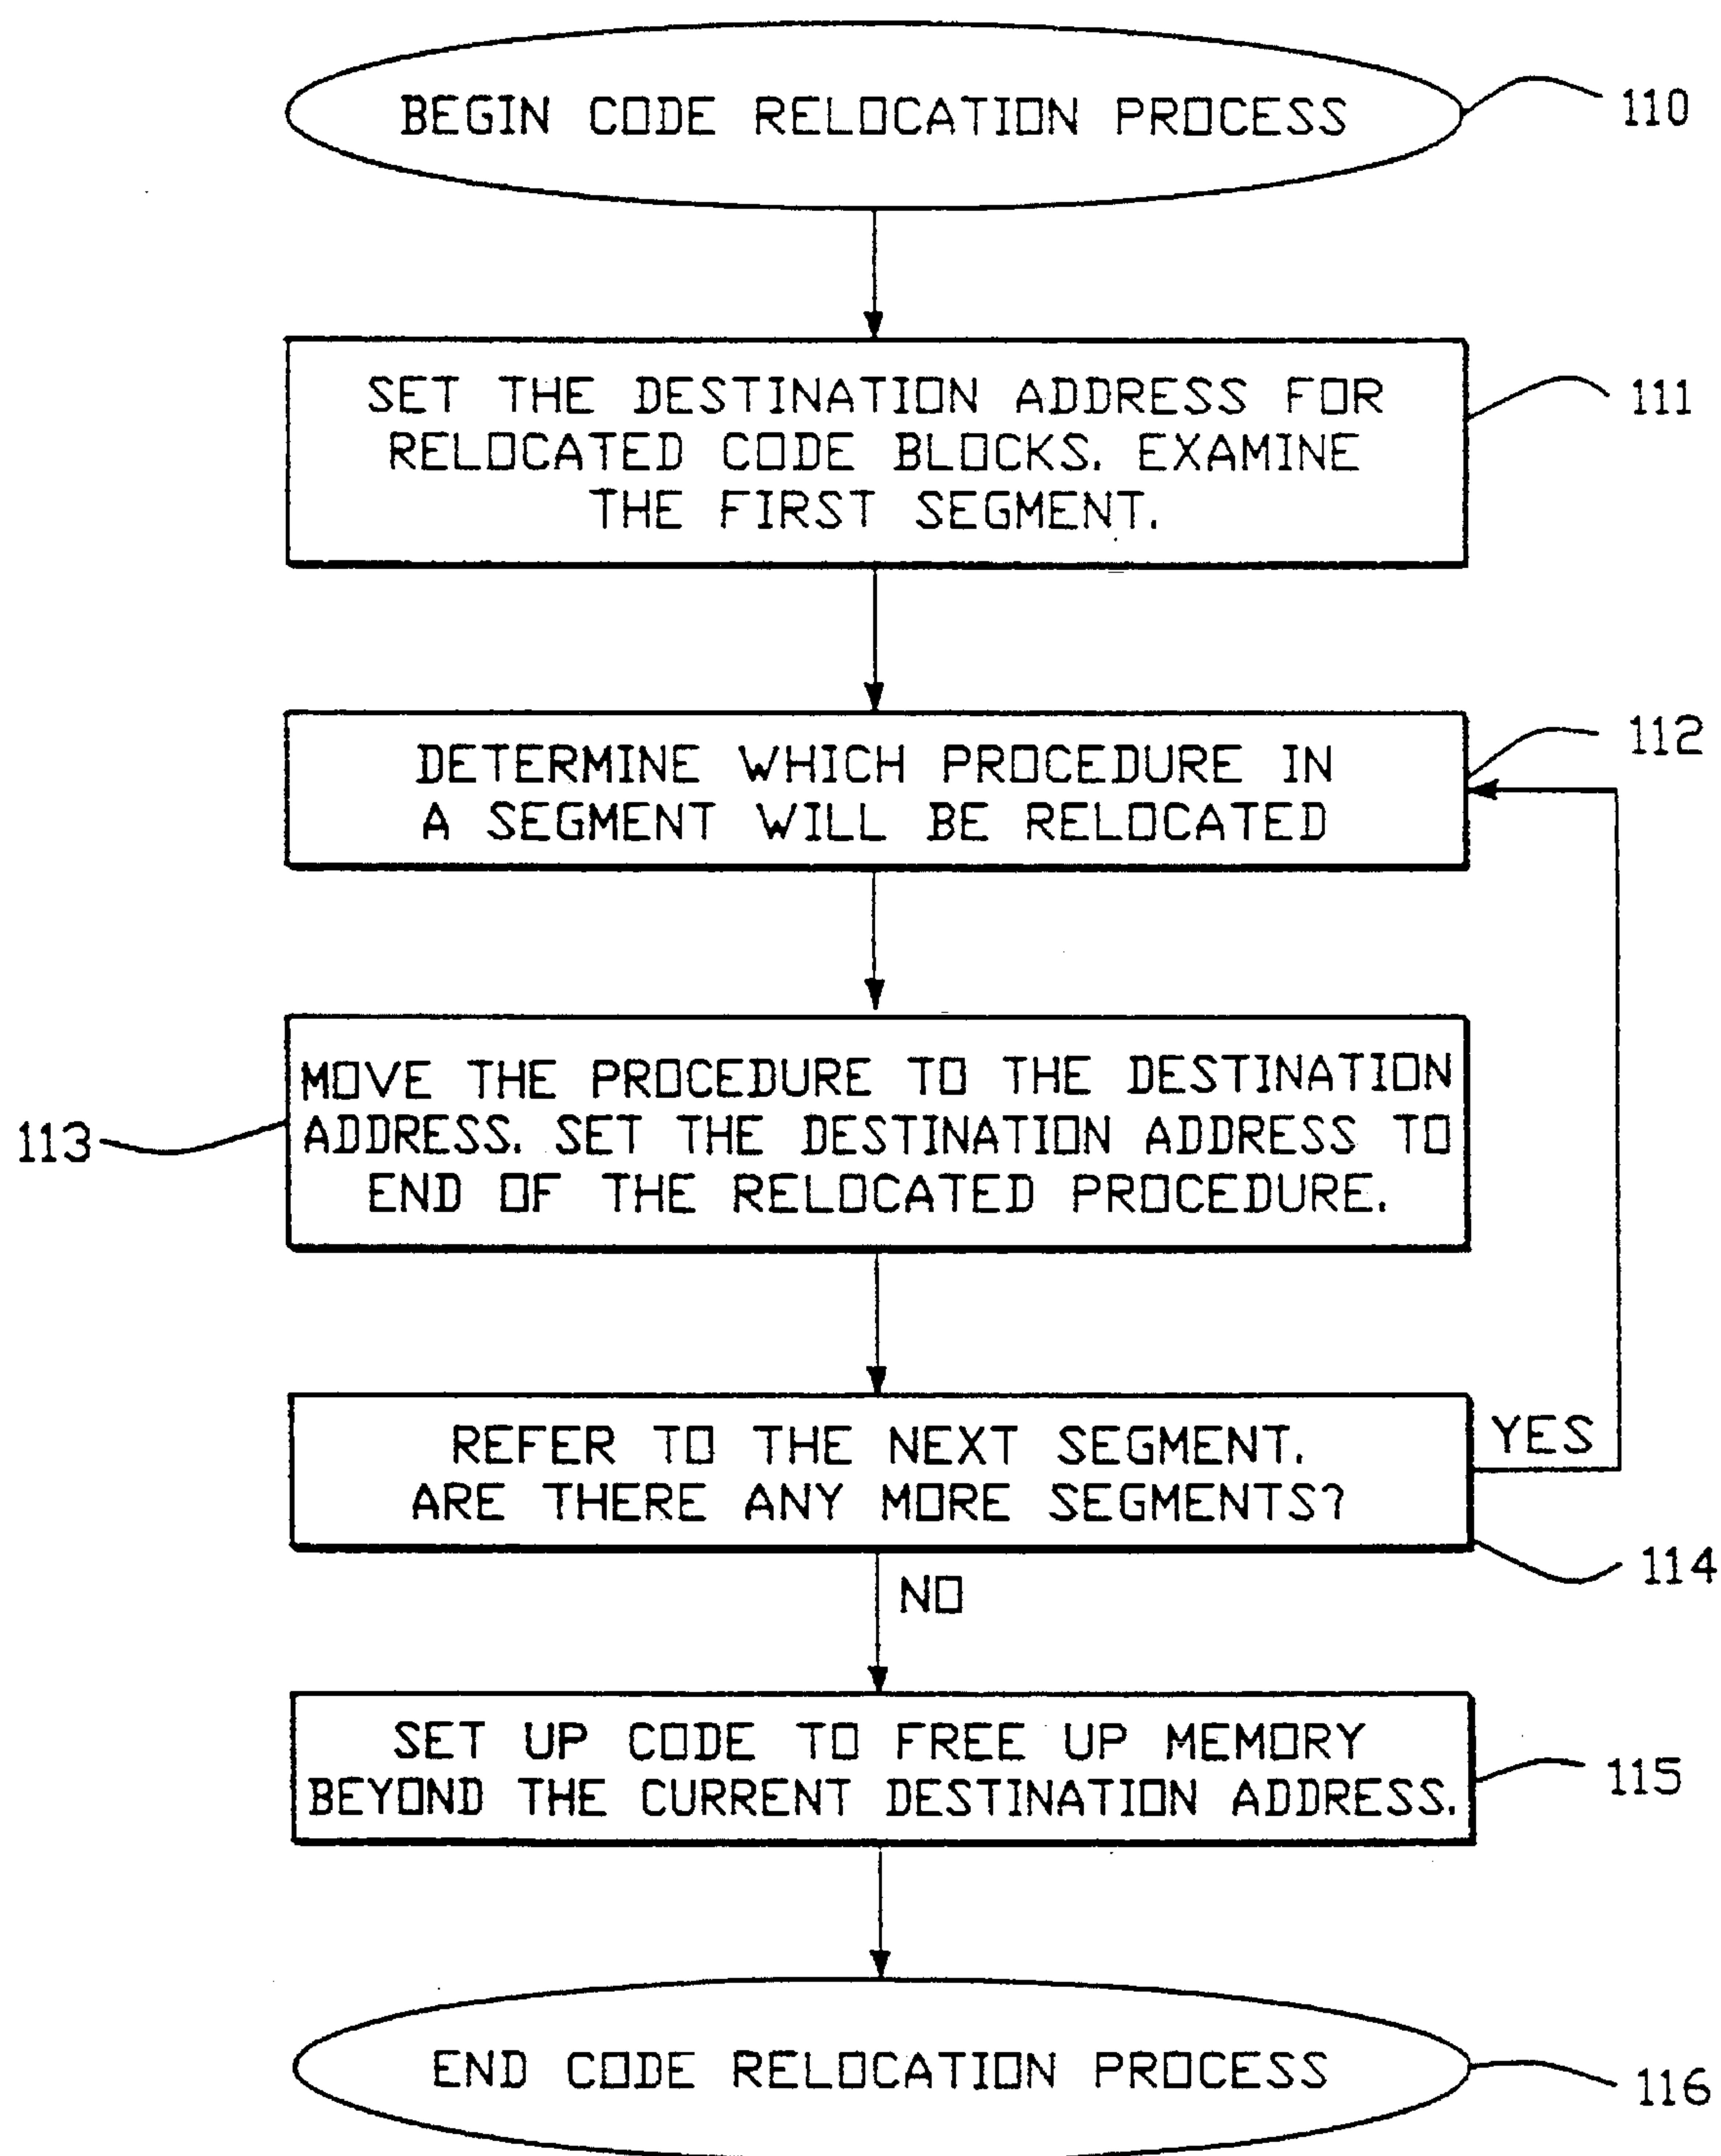 BEGIN CODE RELOCATION PROCESS
110
SET THE DESTINATION ADDRESS FOR
RELOCATED CODE BLOCKS. EXAMINE
THE FIRST SEGMENT.
111
DETERMINE WHICH PROCEDURE IN
A SEGMENT WILL BE RELOCATED
112
MOVE THE PROCEDURE TO THE DESTINATION
ADDRESS. SET THE DESTINATION ADDRESS TO
END OF THE RELOCATED PROCEDURE.
113
REFER TO THE NEXT SEGMENT.
ARE THERE ANY MORE SEGMENTS?
YES
114
NO
SET UP CODE TO FREE UP MEMORY
BEYOND THE CURRENT DESTINATION ADDRESS.
115
END CODE RELOCATION PROCESS
116